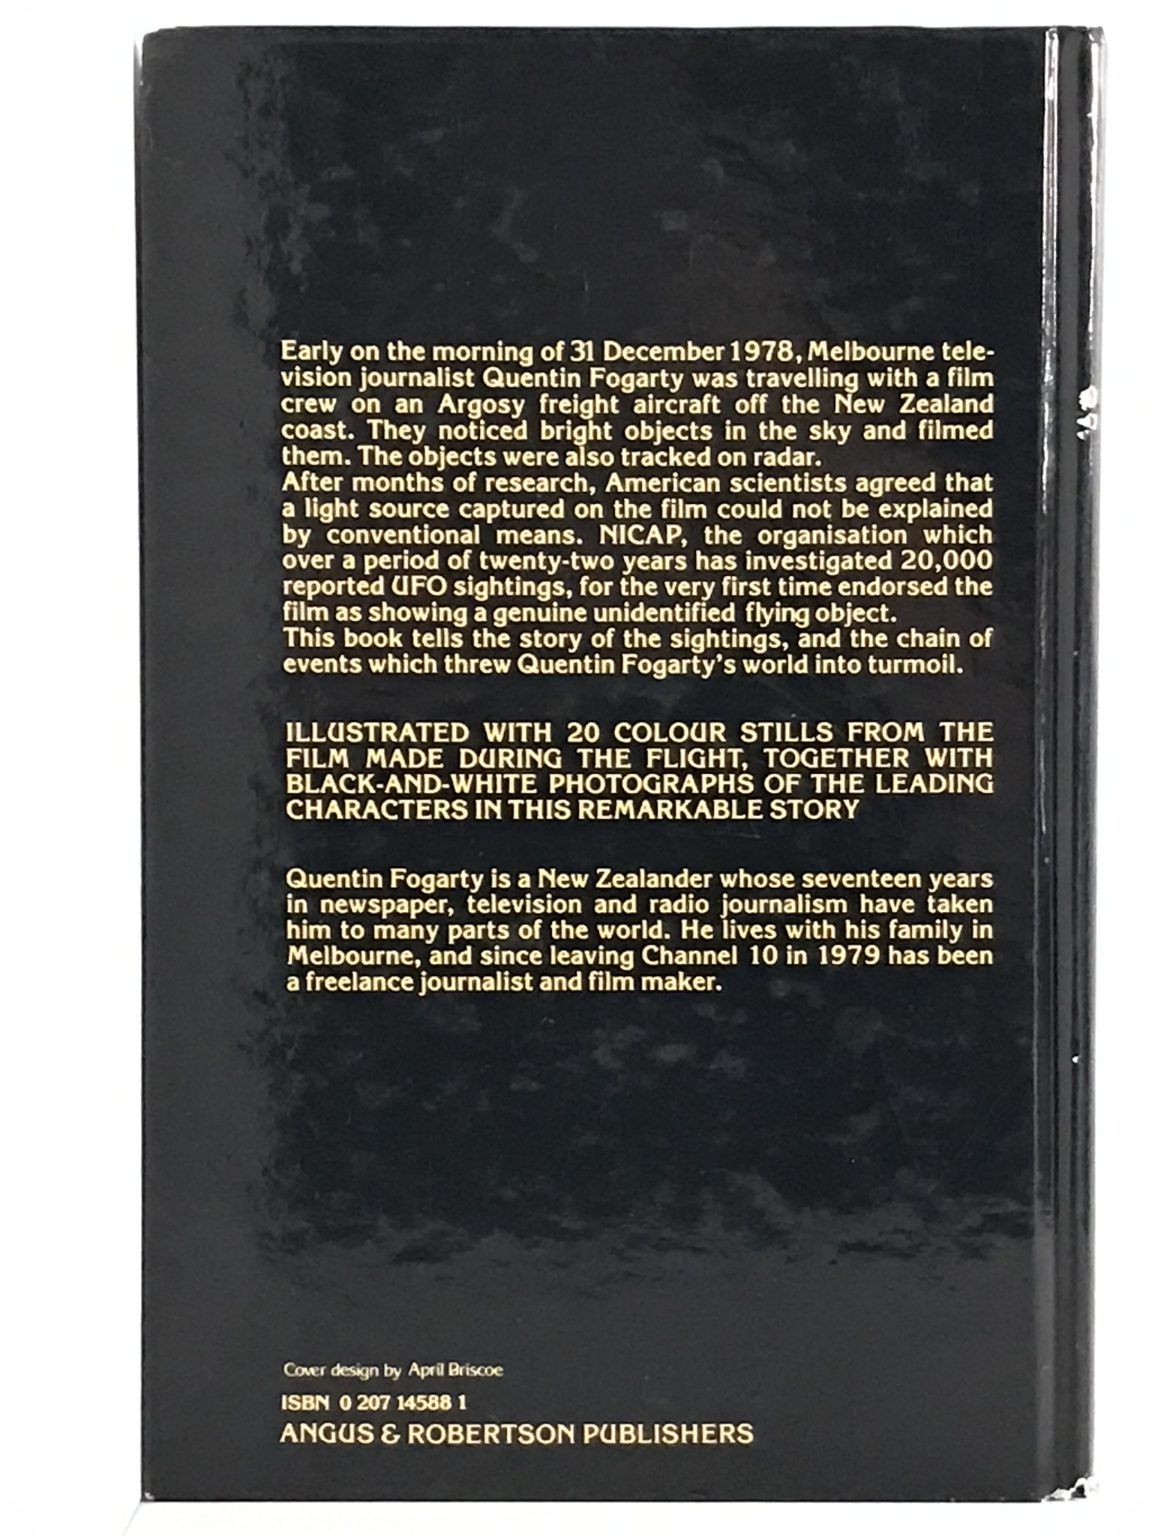 Early on the morning of 31 December 1978, Melbourne tele-
vision journalist Quentin Fogarty was travelling with a film
crew on an Argosy freight aircraft off the New Zealand
coast. They noticed bright objects in the sky and filmed
them. The objects were also tracked on radar.
After months of research, American scientists agreed that
a light source captured on the film could not be explained
by conventional means. NICAP, the organisation which
over a period of twenty-two years has investigated 20,000
reported UFO sightings, for the very first time endorsed the
film as showing a genuine unidentified flying object.
This book tells the story of the sightings, and the chain of
events which threw Quentin Fogarty's world into turmoil.
ILLUSTRATED WITH 20 COLOUR STILLS FROM THE
FILM MADE DURING THE FLIGHT, TOGETHER WITH
BLACK-AND-WHITE PHOTOGRAPHS OF THE LEADING
CHARACTERS IN THIS REMARKABLE STORY
Quentin Fogarty is a New Zealander whose seventeen years
in newspaper, television and radio journalism have taken
him to many parts of the world. He lives with his family in
Melbourne, and since leaving Channel 10 in 1979 has been
a freelance journalist and film maker.
Cover design by April Briscoe
ISBN 0 207 14588 1
ANGUS & ROBERTSON PUBLISHERS